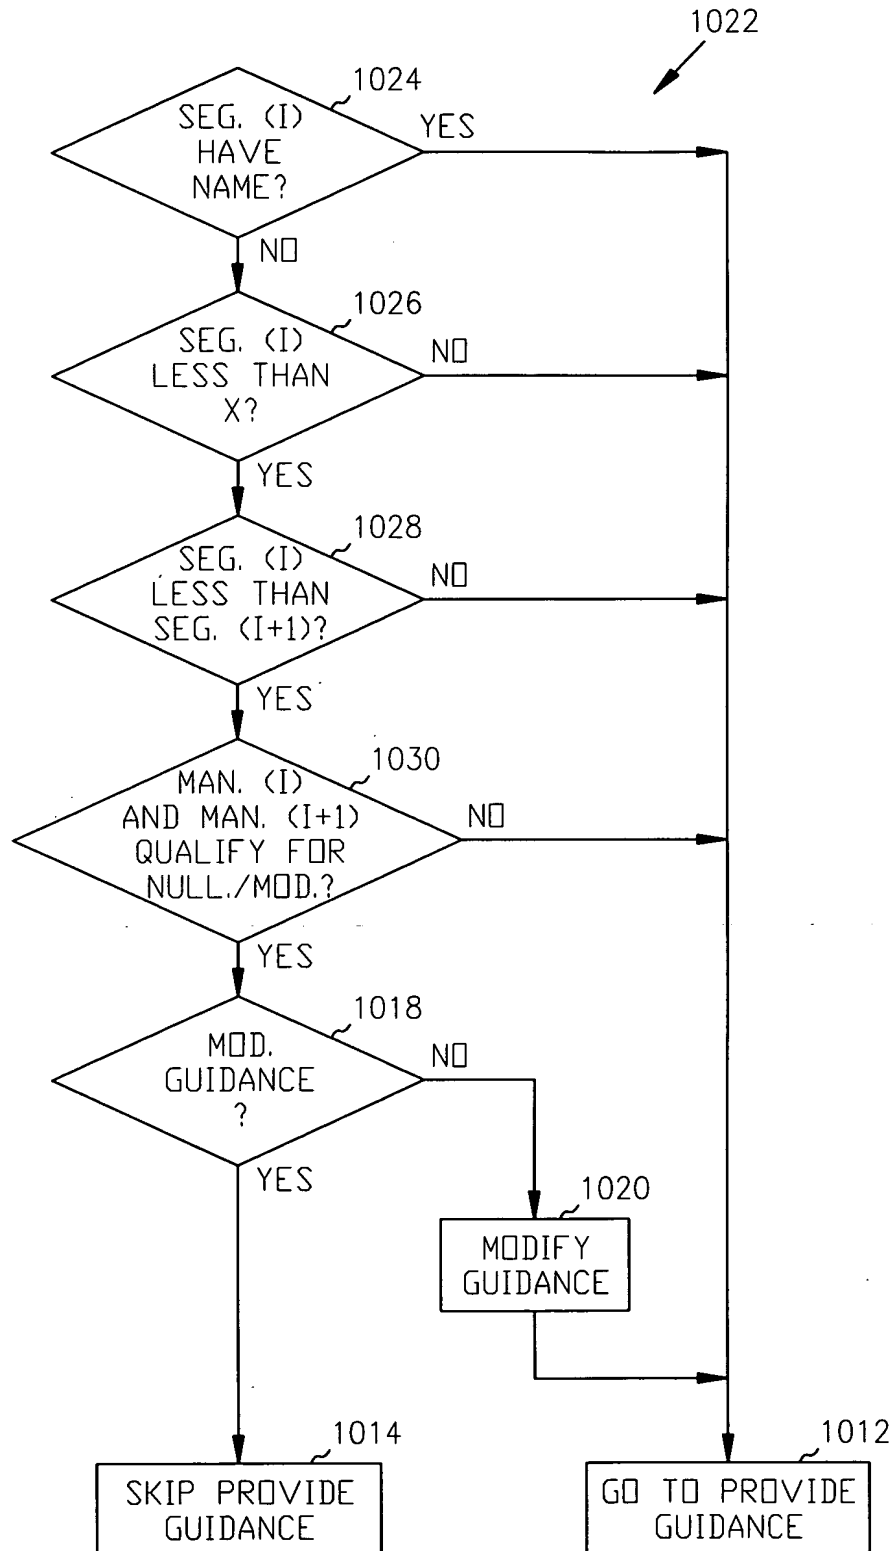 1022
1024
SEG. (I)
HAVE
NAME?
YES
NO
1026
SEG. (I)
LESS THAN
X?
NO
YES
1028
SEG. (I)
LESS THAN
SEG. (I+1)?
NO
YES
1030
MAN. (I)
AND MAN. (I+1)
QUALIFY FOR
NULL./MOD.?
NO
YES
1018
MOD.
GUIDANCE
?
NO
YES
1020
MODIFY
GUIDANCE
1014
SKIP PROVIDE
GUIDANCE
1012
GO TO PROVIDE
GUIDANCE